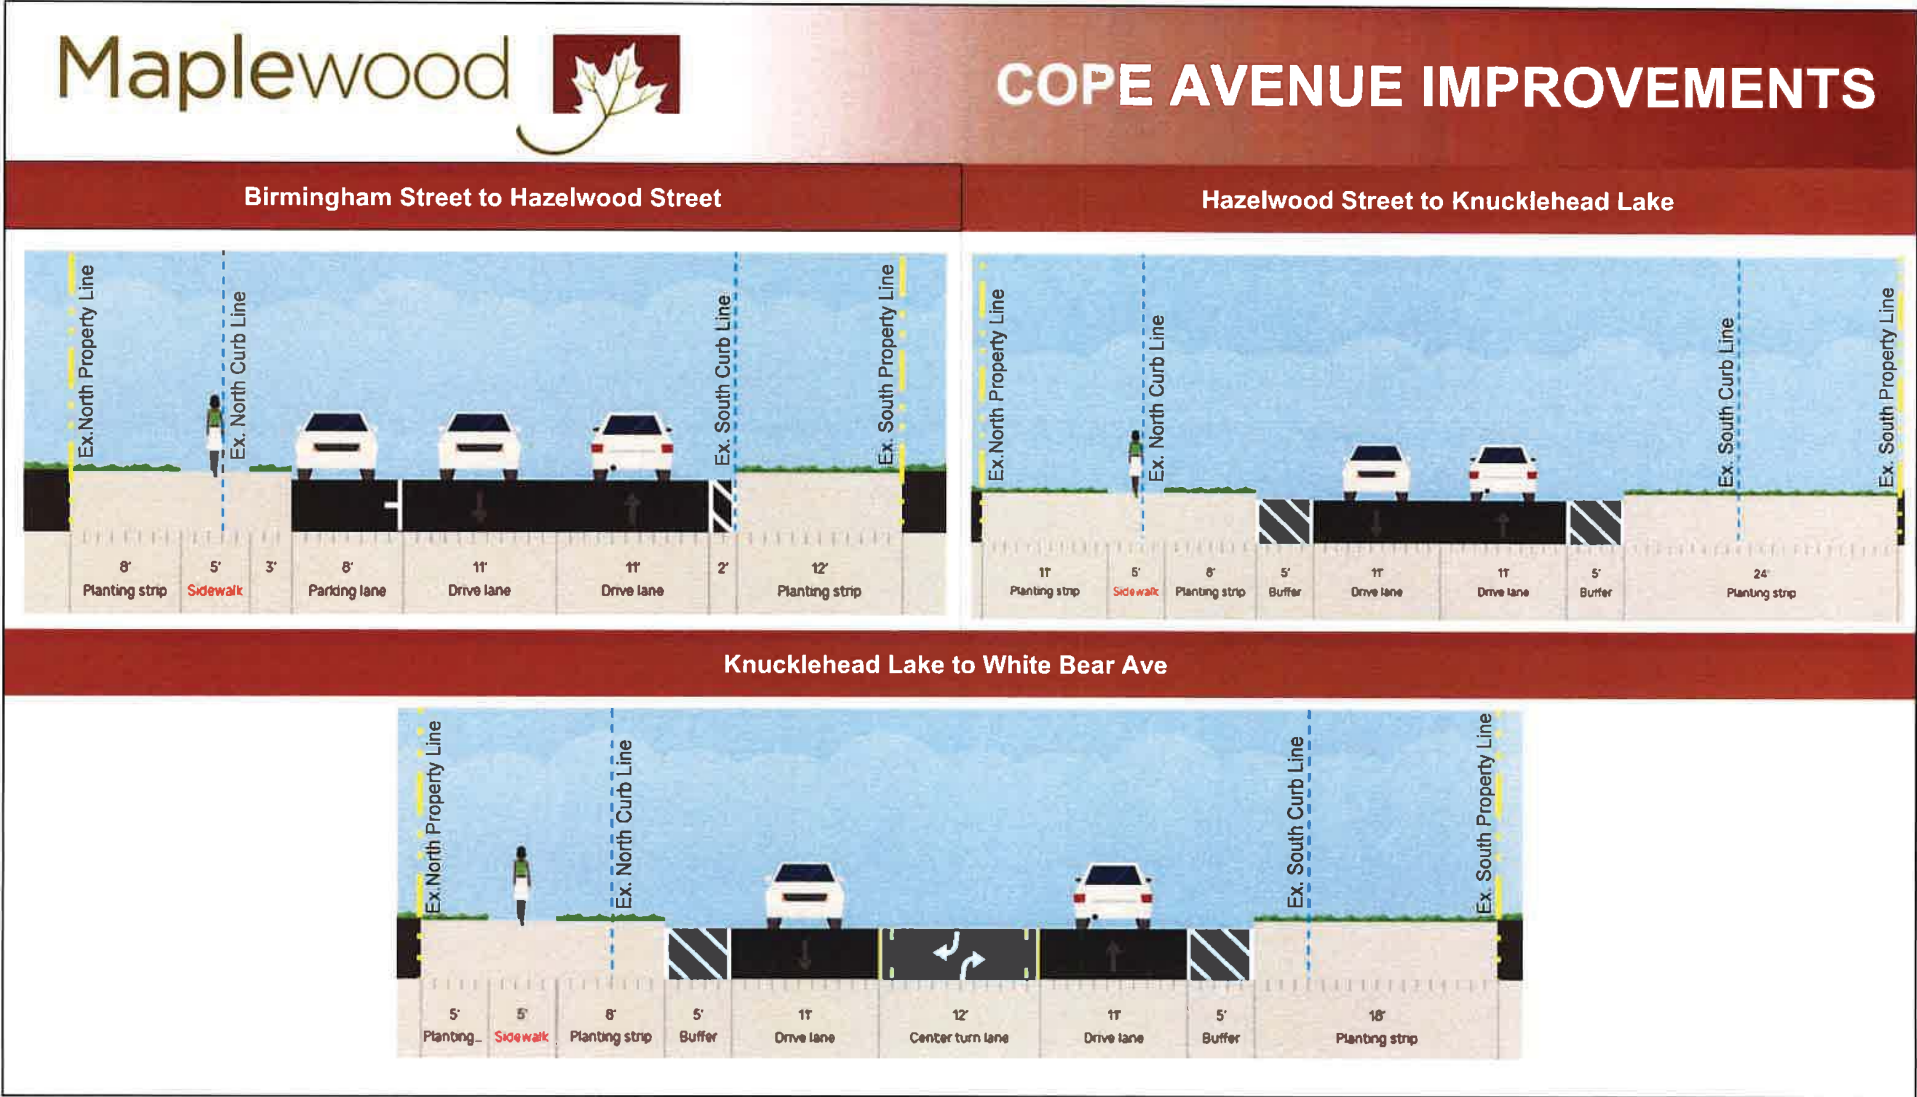 Maplewood
COPE AVENUE IMPROVEMENTS
Birmingham Street to Hazelwood Street
Ex.North Property Line
Ex. North Curb Line
Ex. South Curb Line
Ex. South Property Line
8' 5' 3' 8' 11' 11' 2' 12'
Planting strip Sidewalk Parking lane Drive lane Drive lane Planting strip
Hazelwood Street to Knucklehead Lake
Ex.North Property Line
Ex. North Curb Line
Ex. South Curb Line
Ex. South Property Line
11' 5' 8' 5' 11' 11' 5' 24'
Planting strip Sidewalk Planting strip Buffer Drive lane Drive lane Buffer Planting strip
Knucklehead Lake to White Bear Ave
Ex.North Property Line
Ex. North Curb Line
Ex. South Curb Line
Ex. South Property Line
5' 5' 8' 5' 11' 12' 11' 5' 18'
Planting... Sidewalk Planting strip Buffer Drive lane Center turn lane Drive lane Buffer Planting strip